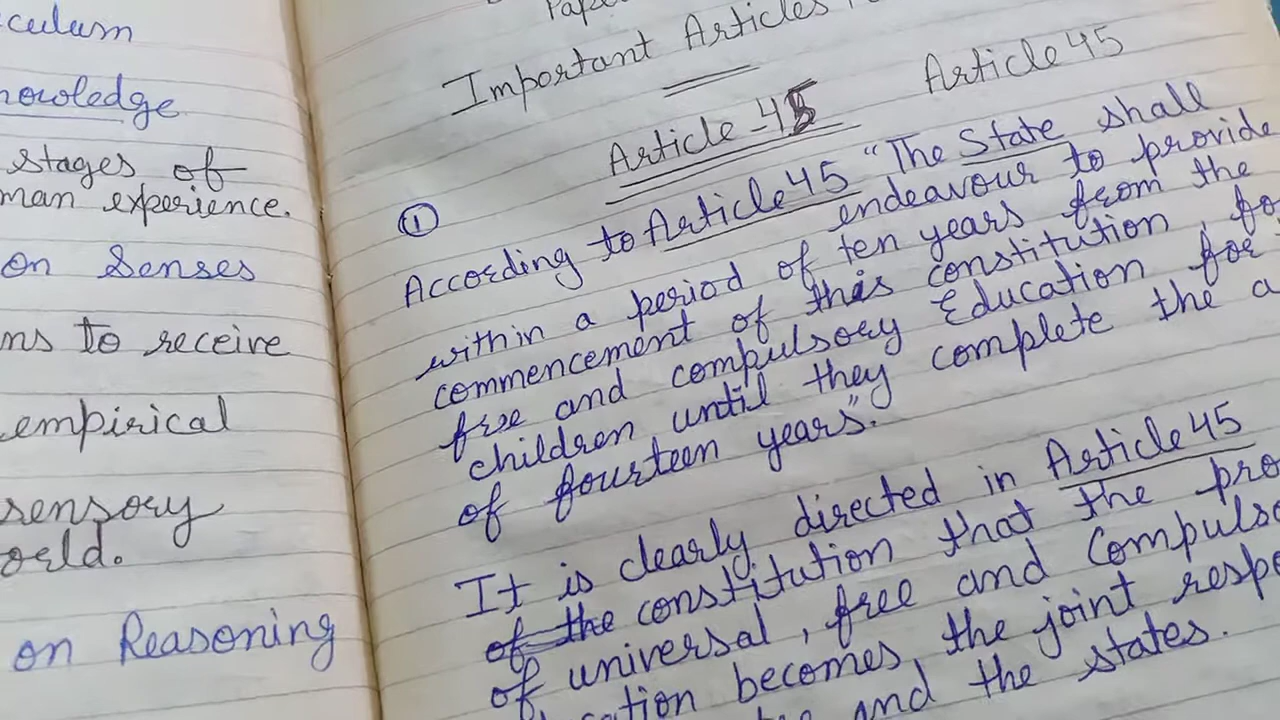 culum
nowledge
stages of
man experience.
on Senses
ns to receive
empirical
sensory
orld.
on Reasoning
Important Articles
Article-45
Article 45
①
According to Article 45 "The State shall
endeavour to provide
within a period of ten years from the
commencement of this constitution, fo
free and compulsory Education for
children until they complete the a
of fourteen years".
It is clearly directed in Article 45
of the constitution that the pro
of universal, free and Compulso
cation becomes, the joint respo
and the states.